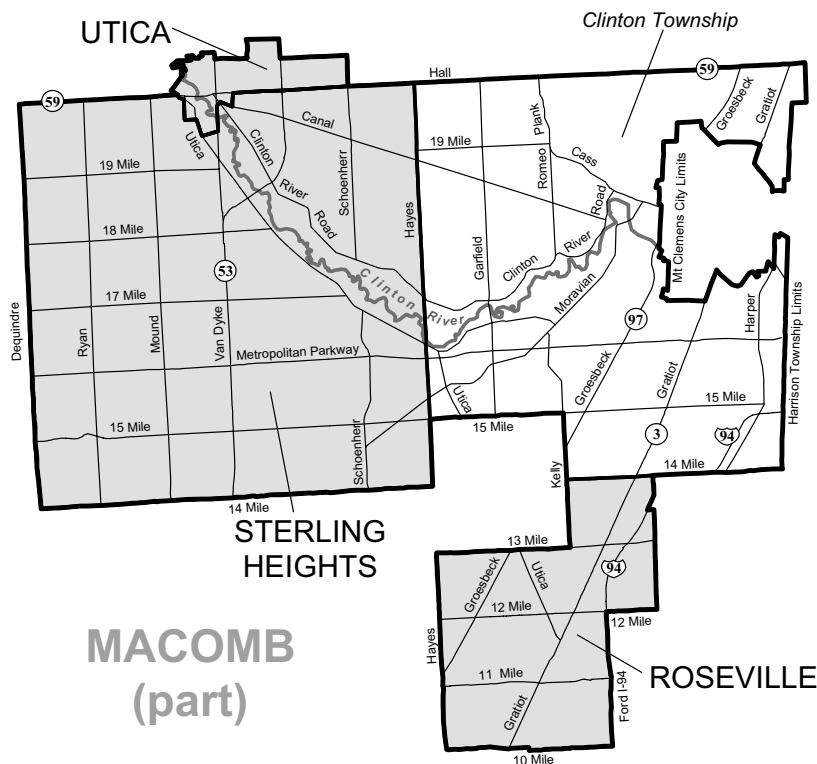 Clinton Township
UTICA
59
Hall
59
Groesbeck
Gratiot
Plank
Canal
Utica
Clinton
19 Mile
Cass
19 Mile
Romeo
Schoenherr
River
Road
Road
Mt Clemens City Limits
18 Mile
Hayes
Garfield
Clinton
River
53
Clinton River
Moravian
17 Mile
97
Harper
Harrison Township Limits
Dequindre
Ryan
Mound
Van Dyke
Metropolitan Parkway
Groesbeck
Gratiot
Utica
15 Mile
15 Mile
15 Mile
3
94
Schoenherr
Kelly
14 Mile
14 Mile
STERLING
HEIGHTS
13 Mile
Groesbeck
Utica
94
12 Mile
12 Mile
MACOMB
(part)
Hayes
11 Mile
ROSEVILLE
Gratiot
Ford I-94
10 Mile